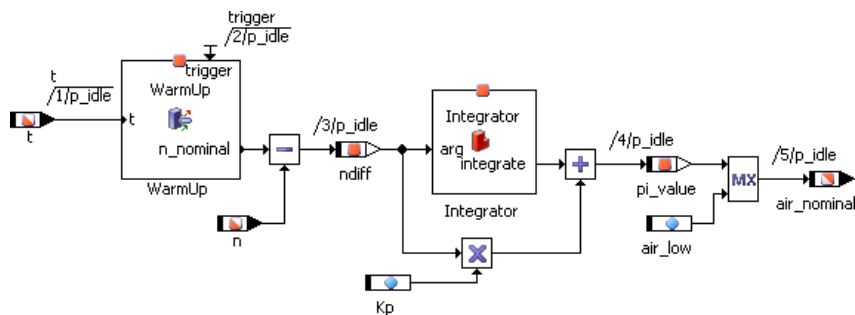 trigger
/2/p_idle
t
/1/p_idle
trigger
WarmUp
t
t
n_nominal
WarmUp
n
/3/p_idle
ndiff
Integrator
arg
integrate
Integrator
Kp
/4/p_idle
pi_value
air_low
MX
/5/p_idle
air_nominal